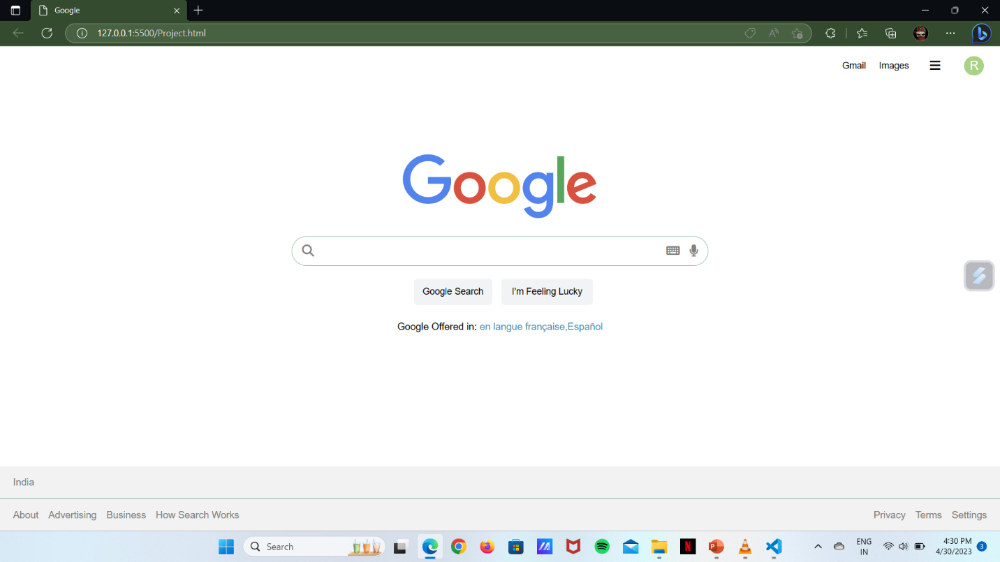 Google
127.0.0.1:5500/Project.html
Gmail Images R
Google
Google Search I'm Feeling Lucky
Google Offered in: en langue française,Español
India
About Advertising Business How Search Works Privacy Terms Settings
Search
ENG
IN
4:30 PM
4/30/2023
3